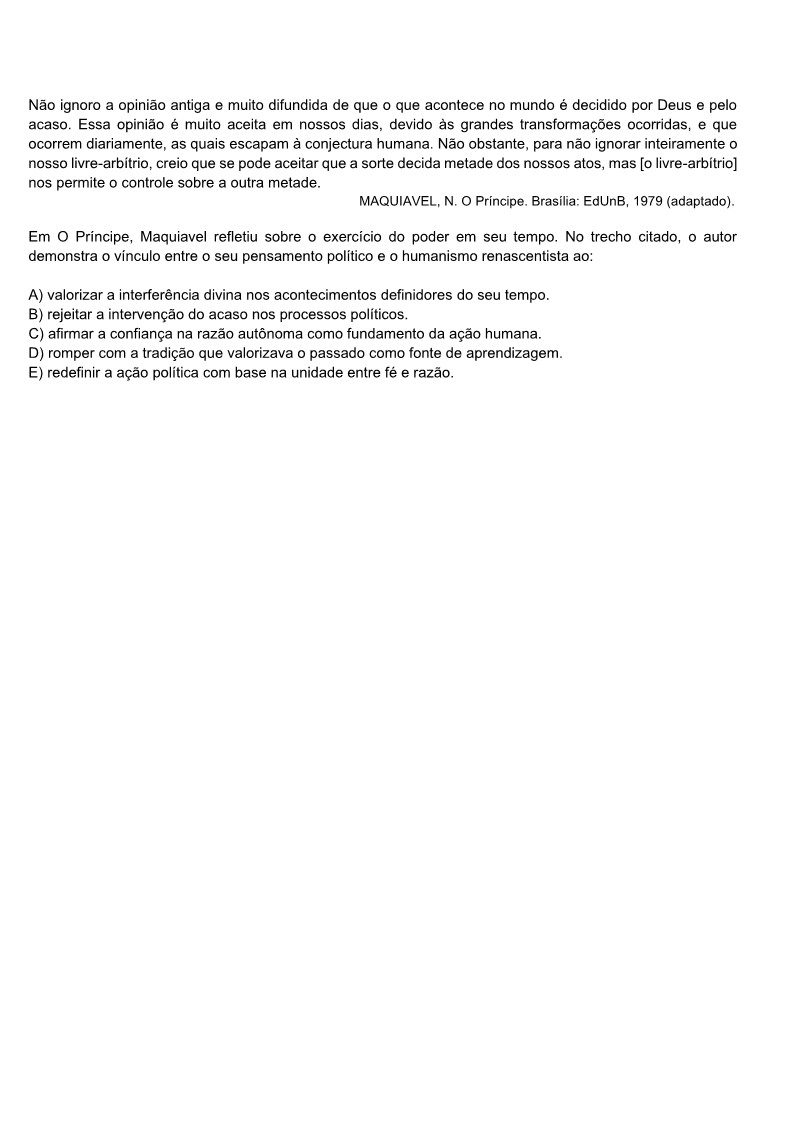 Não ignoro a opinião antiga e muito difundida de que o que acontece no mundo é decidido por Deus e pelo
acaso. Essa opinião é muito aceita em nossos dias, devido às grandes transformações ocorridas, e que
ocorrem diariamente, as quais escapam à conjectura humana. Não obstante, para não ignorar inteiramente o
nosso livre-arbítrio, creio que se pode aceitar que a sorte decida metade dos nossos atos, mas [o livre-arbítrio]
nos permite o controle sobre a outra metade.
MAQUIAVEL, N. O Príncipe. Brasília: EdUnB, 1979 (adaptado).
Em O Príncipe, Maquiavel refletiu sobre o exercício do poder em seu tempo. No trecho citado, o autor
demonstra o vínculo entre o seu pensamento político e o humanismo renascentista ao:
A) valorizar a interferência divina nos acontecimentos definidores do seu tempo.
B) rejeitar a intervenção do acaso nos processos políticos.
C) afirmar a confiança na razão autônoma como fundamento da ação humana.
D) romper com a tradição que valorizava o passado como fonte de aprendizagem.
E) redefinir a ação política com base na unidade entre fé e razão.